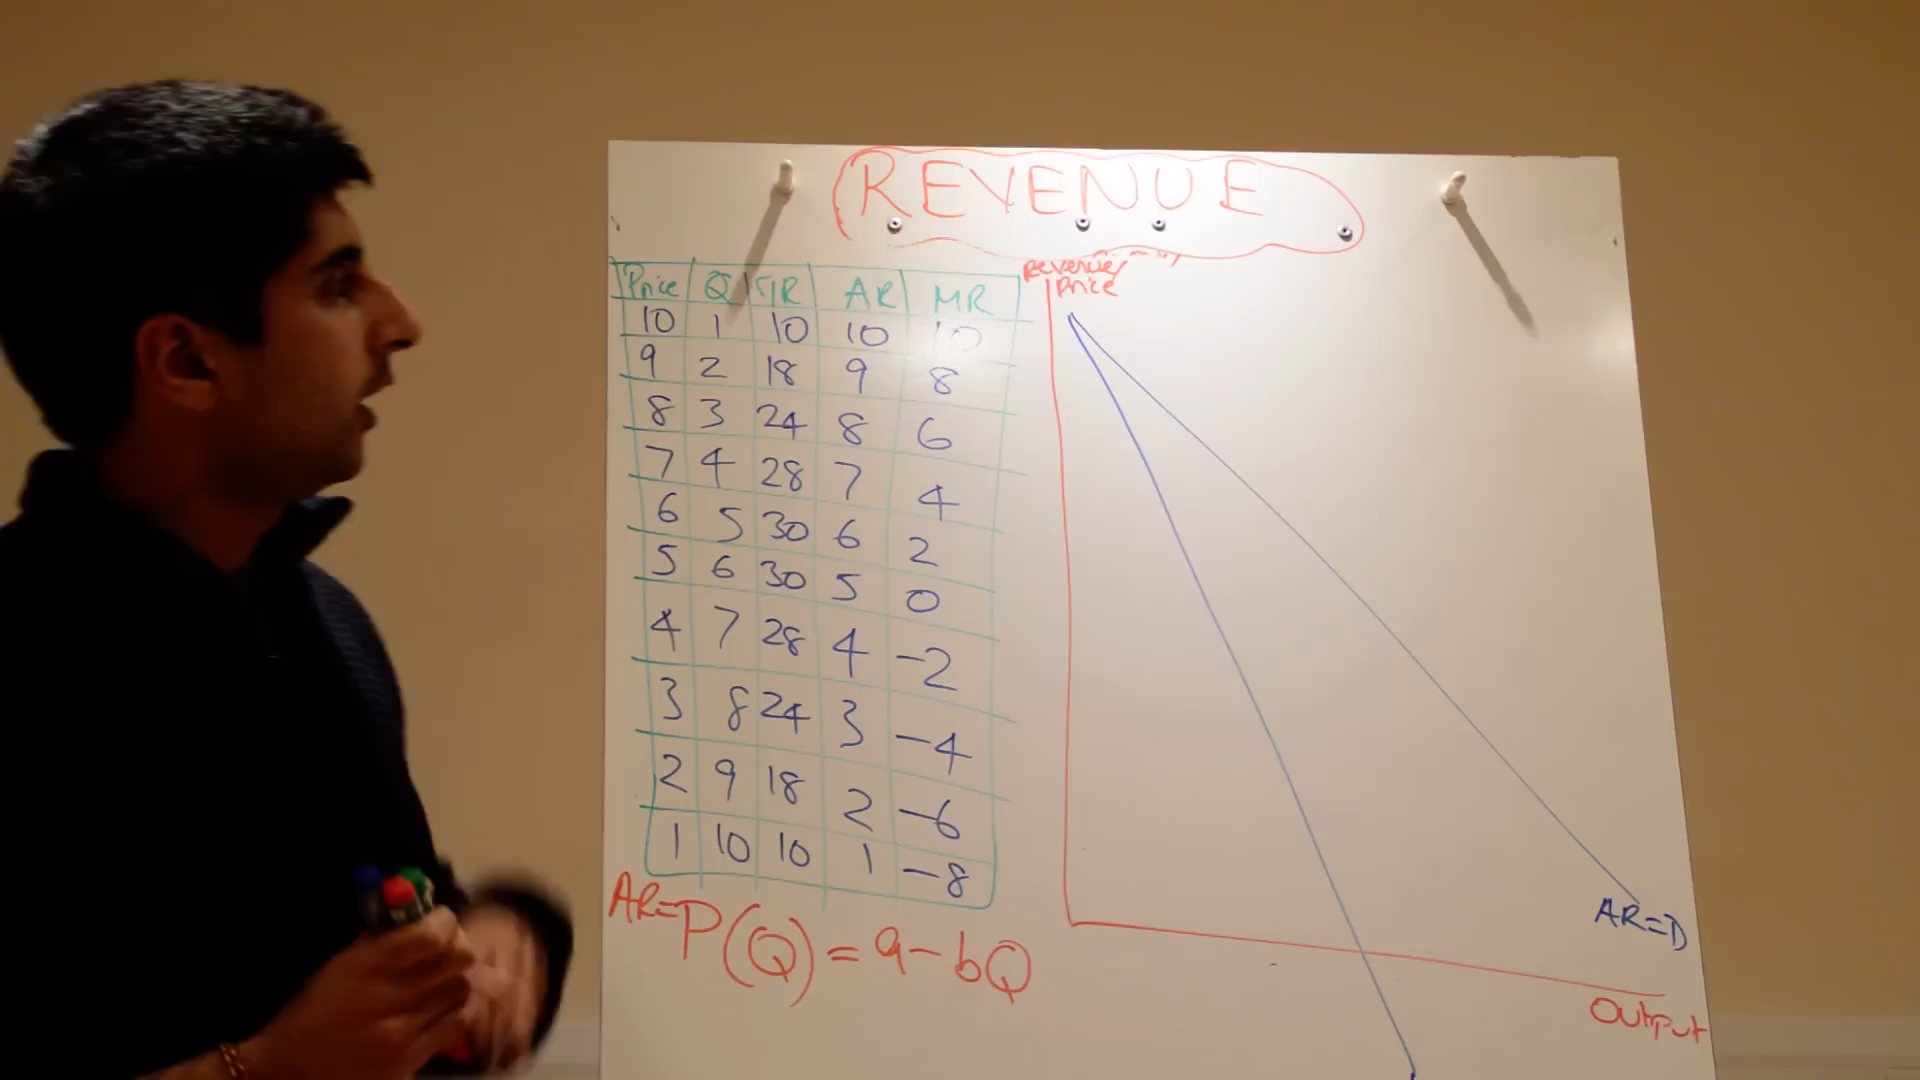 REVENUE
Price Q TR AR MR
10 1 10 10 10
9 2 18 9 8
8 3 24 8 6
7 4 28 7 4
6 5 30 6 2
5 6 30 5 0
4 7 28 4 -2
3 8 24 3 -4
2 9 18 2 -6
1 10 10 1 -8
AR=P(Q)=a-bQ
Revenue/
Price
AR=D
Output